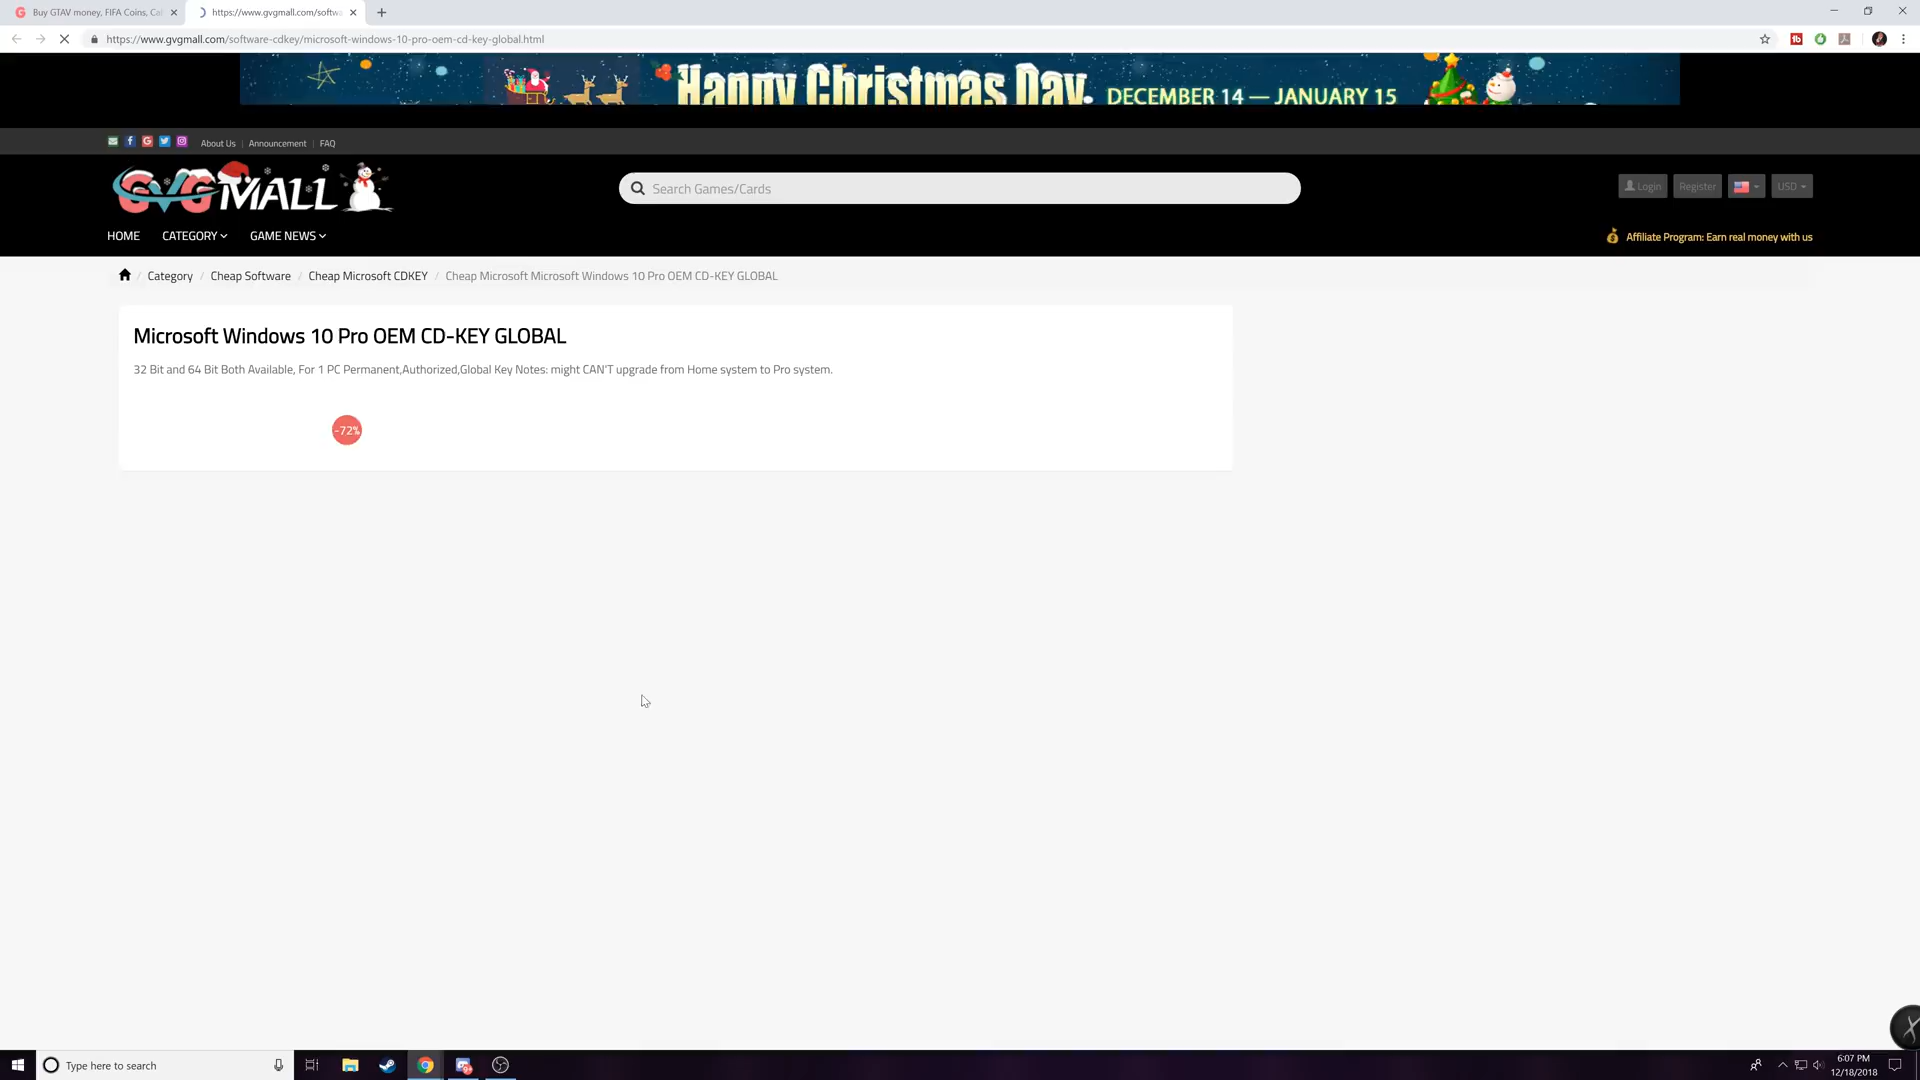 Buy GTAV money, FIFA Coins, Cal
https://www.gvgmall.com/softwa
https://www.gvgmall.com/software-cdkey/microsoft-windows-10-pro-oem-cd-key-global.html
Happy Christmas Day. DECEMBER 14 — JANUARY 15
About Us | Announcement | FAQ
GVGMALL
Search Games/Cards
Login
Register
USD
HOME
CATEGORY
GAME NEWS
Affiliate Program: Earn real money with us
Category / Cheap Software / Cheap Microsoft CDKEY / Cheap Microsoft Microsoft Windows 10 Pro OEM CD-KEY GLOBAL
Microsoft Windows 10 Pro OEM CD-KEY GLOBAL
32 Bit and 64 Bit Both Available, For 1 PC Permanent,Authorized,Global Key Notes: might CAN'T upgrade from Home system to Pro system.
-72%
Type here to search
6:07 PM
12/18/2018